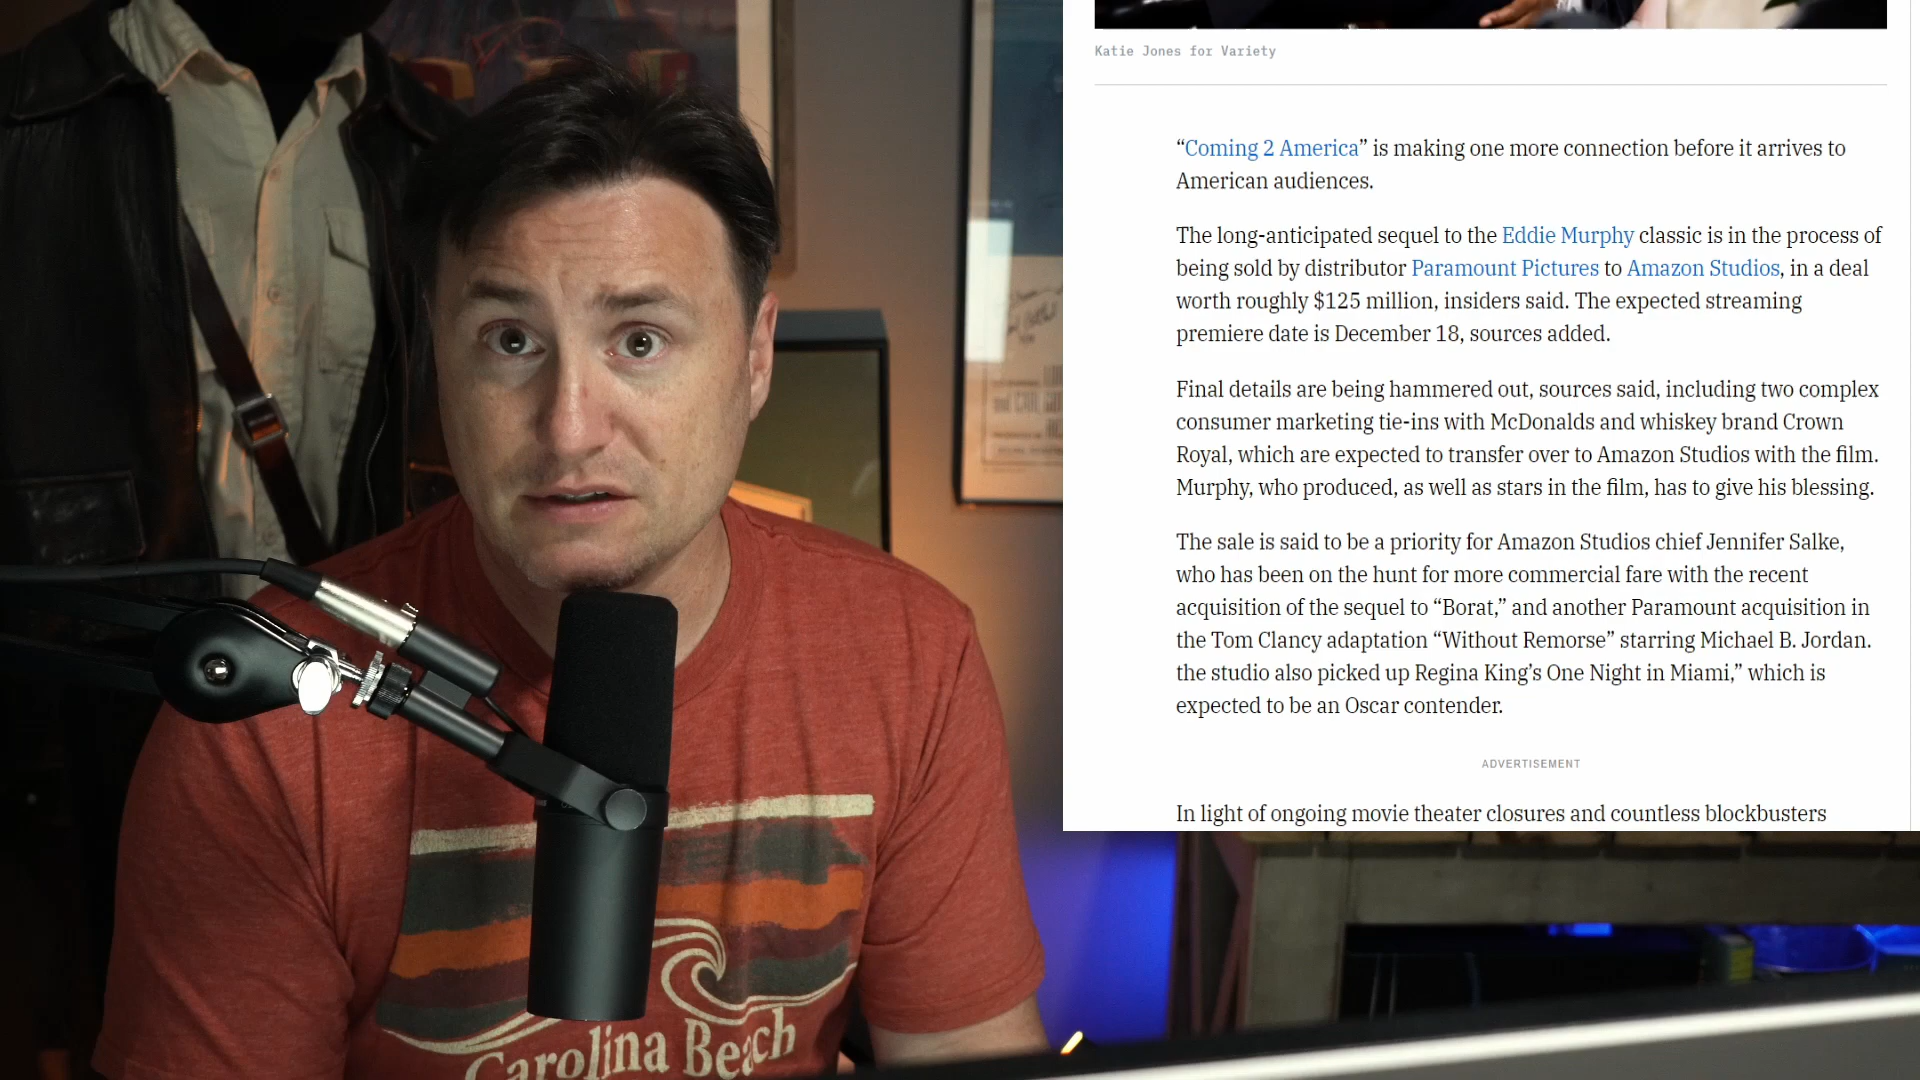 Katie Jones for Variety
“Coming 2 America” is making one more connection before it arrives to
American audiences.
The long-anticipated sequel to the Eddie Murphy classic is in the process of
being sold by distributor Paramount Pictures to Amazon Studios, in a deal
worth roughly $125 million, insiders said. The expected streaming
premiere date is December 18, sources added.
Final details are being hammered out, sources said, including two complex
consumer marketing tie-ins with McDonalds and whiskey brand Crown
Royal, which are expected to transfer over to Amazon Studios with the film.
Murphy, who produced, as well as stars in the film, has to give his blessing.
The sale is said to be a priority for Amazon Studios chief Jennifer Salke,
who has been on the hunt for more commercial fare with the recent
acquisition of the sequel to “Borat,” and another Paramount acquisition in
the Tom Clancy adaptation “Without Remorse” starring Michael B. Jordan.
the studio also picked up Regina King’s One Night in Miami,” which is
expected to be an Oscar contender.
ADVERTISEMENT
In light of ongoing movie theater closures and countless blockbusters
Carolina Beach